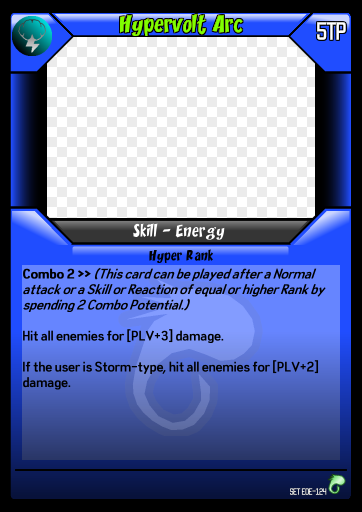 Hypervolt Arc
5TP
Skill - Energy
Hyper Rank
Combo 2 >> (This card can be played after a Normal
attack or a Skill or Reaction of equal or higher Rank by
spending 2 Combo Potential.)
Hit all enemies for [PLV+3] damage.
If the user is Storm-type, hit all enemies for [PLV+2]
damage.
SET EOE-124